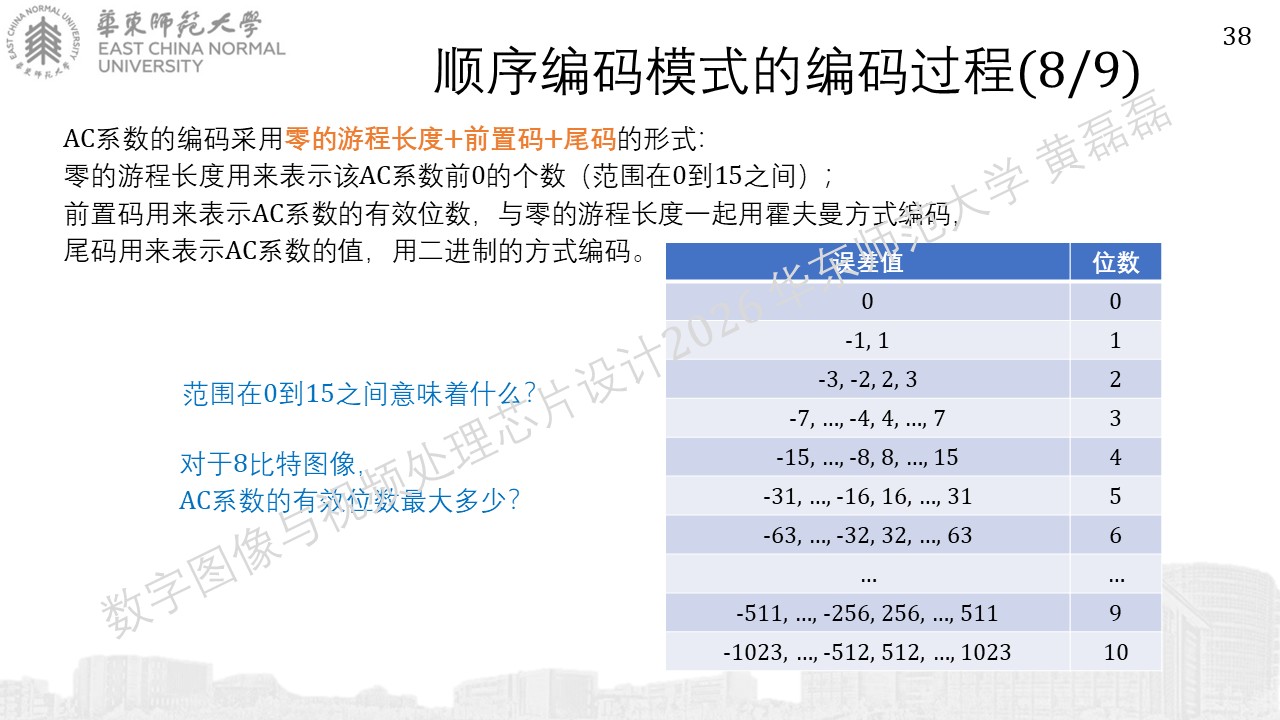 華東師範大學
EAST CHINA NORMAL
UNIVERSITY
38
顺序编码模式的编码过程(8/9)
AC系数的编码采用零的游程长度+前置码+尾码的形式：
零的游程长度用来表示该AC系数前0的个数（范围在0到15之间）；
前置码用来表示AC系数的有效位数，与零的游程长度一起用霍夫曼方式编码，
尾码用来表示AC系数的值，用二进制的方式编码。
误差值 位数
0 0
-1, 1 1
-3, -2, 2, 3 2
-7, …, -4, 4, …, 7 3
-15, …, -8, 8, …, 15 4
-31, …, -16, 16, …, 31 5
-63, …, -32, 32, …, 63 6
… …
-511, …, -256, 256, …, 511 9
-1023, …, -512, 512, …, 1023 10
范围在0到15之间意味着什么？
对于8比特图像，
AC系数的有效位数最大多少？
数字图像与视频处理芯片设计2026 华东师范大学 黄磊磊